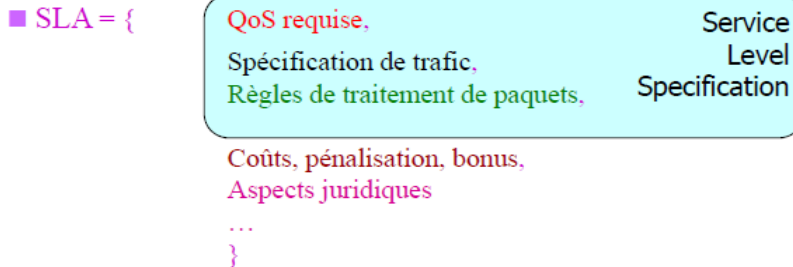 SLA = {
QoS requise,
Spécification de trafic,
Règles de traitement de paquets,
Service
Level
Specification
Coûts, pénalisation, bonus,
Aspects juridiques
…
}